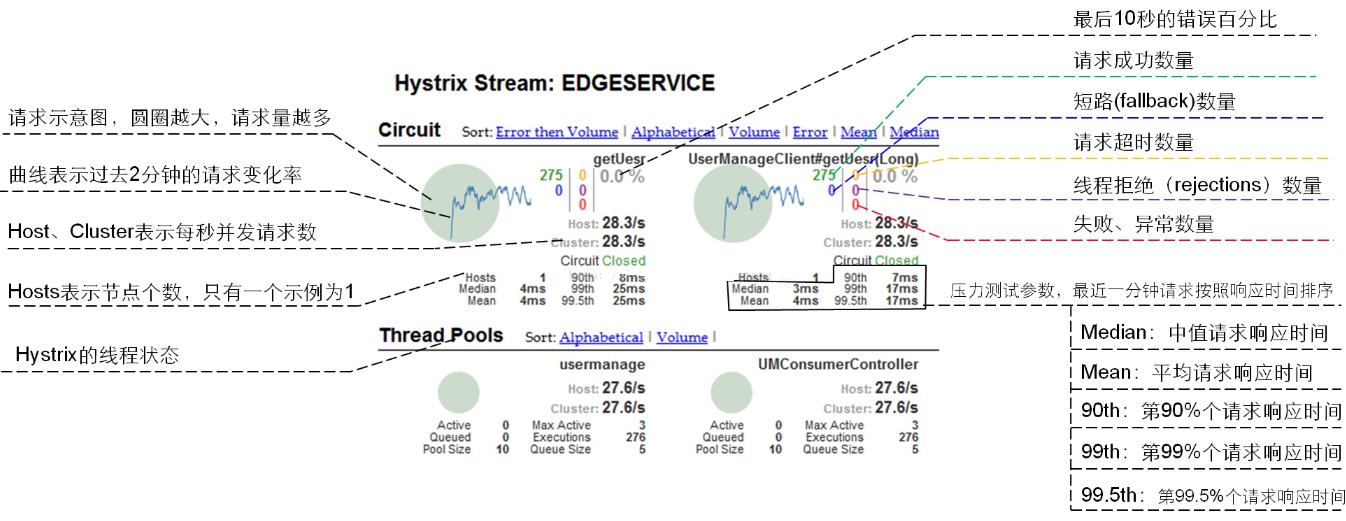 最后10秒的错误百分比
请求成功数量
短路(fallback)数量
请求超时数量
线程拒绝（rejections）数量
失败、异常数量
请求示意图，圆圈越大，请求量越多
曲线表示过去2分钟的请求变化率
Host、Cluster表示每秒并发请求数
Hosts表示节点个数，只有一个示例为1
Hystrix的线程状态
Hystrix Stream: EDGESERVICE
Circuit Sort: Error then Volume | Alphabetical | Volume | Error | Mean | Median
getUesr
275 0 0.0 %
0 0
0
Host: 28.3/s
Cluster: 28.3/s
Circuit Closed
Hosts 1 90th 8ms
Median 4ms 99th 25ms
Mean 4ms 99.5th 25ms
UserManageClient#getUesr(Long)
275 0 0.0 %
0 0
0
Host: 28.3/s
Cluster: 28.3/s
Circuit Closed
Hosts 1 90th 7ms
Median 3ms 99th 17ms
Mean 4ms 99.5th 17ms
Thread Pools Sort: Alphabetical | Volume |
usermanage
Host: 27.6/s
Cluster: 27.6/s
Active 0 Max Active 3
Queued 0 Executions 276
Pool Size 10 Queue Size 5
UMConsumerController
Host: 27.6/s
Cluster: 27.6/s
Active 0 Max Active 3
Queued 0 Executions 276
Pool Size 10 Queue Size 5
压力测试参数，最近一分钟请求按照响应时间排序
Median：中值请求响应时间
Mean：平均请求响应时间
90th：第90%个请求响应时间
99th：第99%个请求响应时间
99.5th：第99.5%个请求响应时间